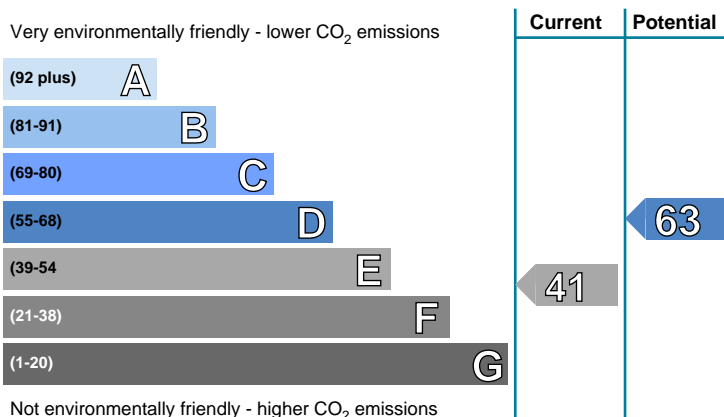 Current Potential
Very environmentally friendly - lower CO2 emissions
(92 plus) A
(81-91) B
(69-80) C
(55-68) D
63
(39-54 E
41
(21-38) F
(1-20) G
Not environmentally friendly - higher CO2 emissions